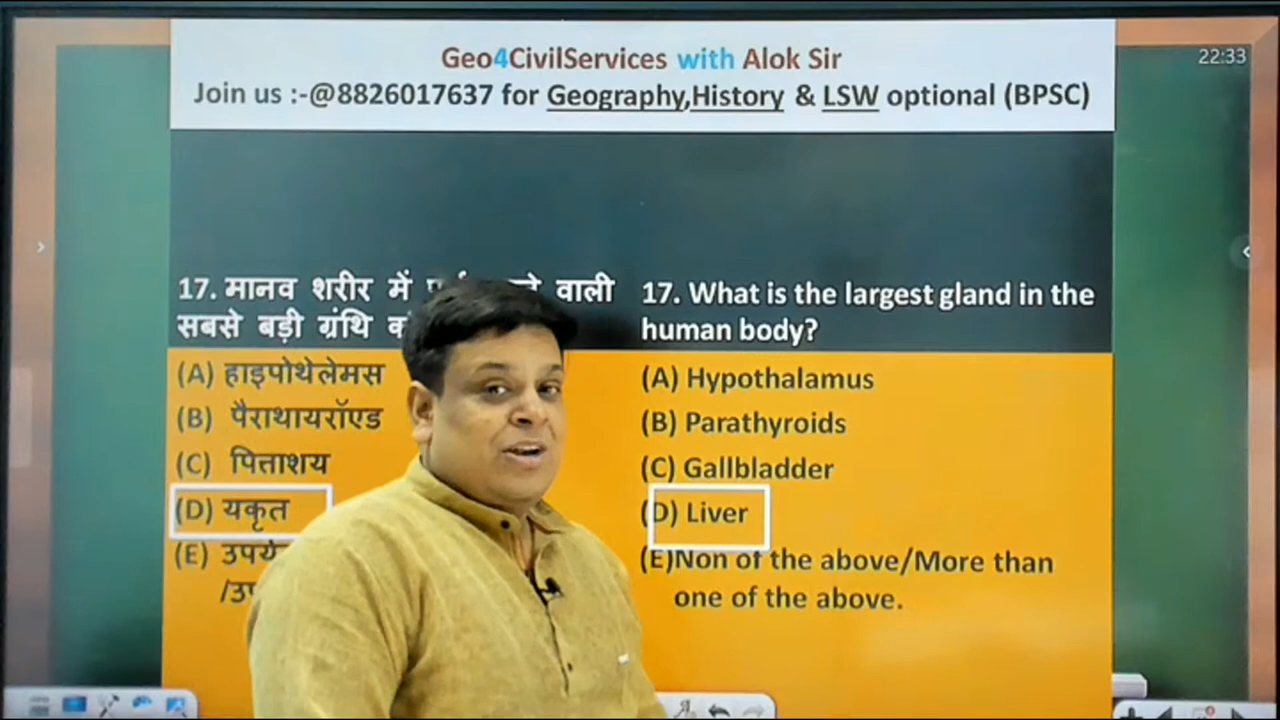 Geo4CivilServices with Alok Sir
Join us :-@8826017637 for Geography,History & LSW optional (BPSC)
22:33
17. मानव शरीर में वाली
सबसे बड़ी ग्रंथि
(A) हाइपोथेलेमस
(B) पैराथायरॉएड
(C) पित्ताशय
(D) यकृत
(E)
17. What is the largest gland in the
human body?
(A) Hypothalamus
(B) Parathyroids
(C) Gallbladder
(D) Liver
(E)Non of the above/More than
one of the above.